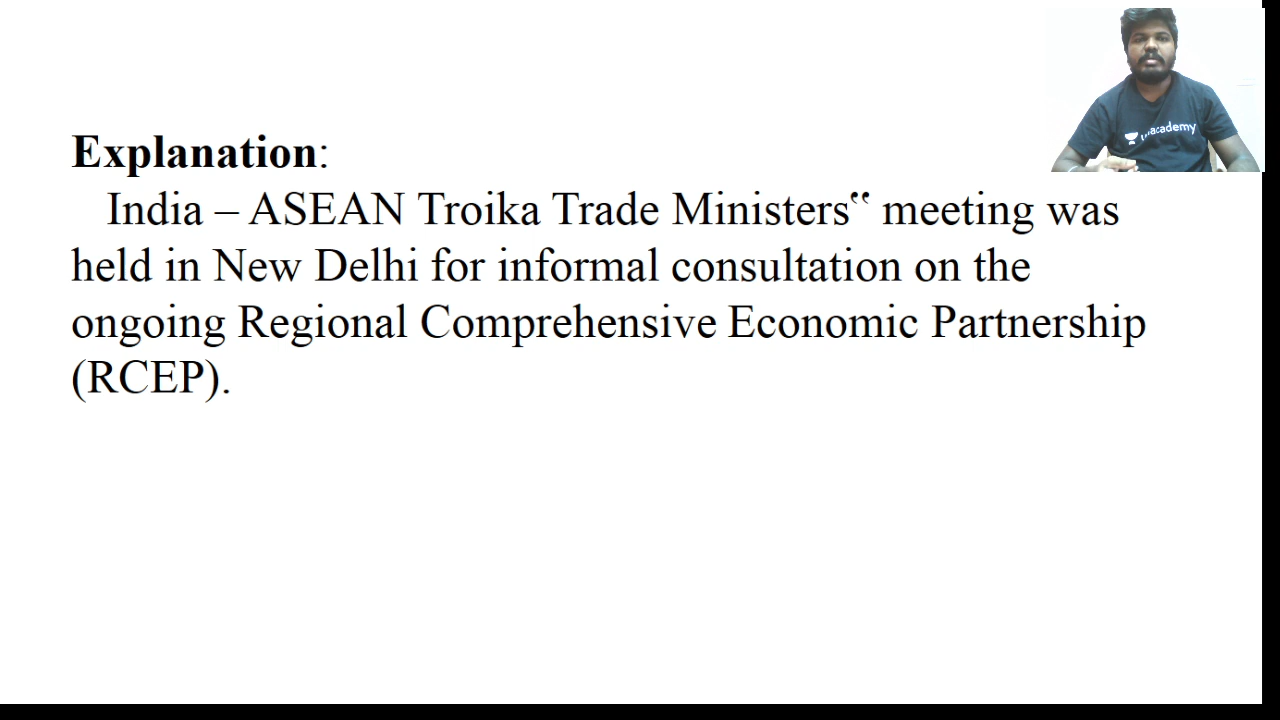 Explanation:
India – ASEAN Troika Trade Ministers‟ meeting was
held in New Delhi for informal consultation on the
ongoing Regional Comprehensive Economic Partnership
(RCEP).